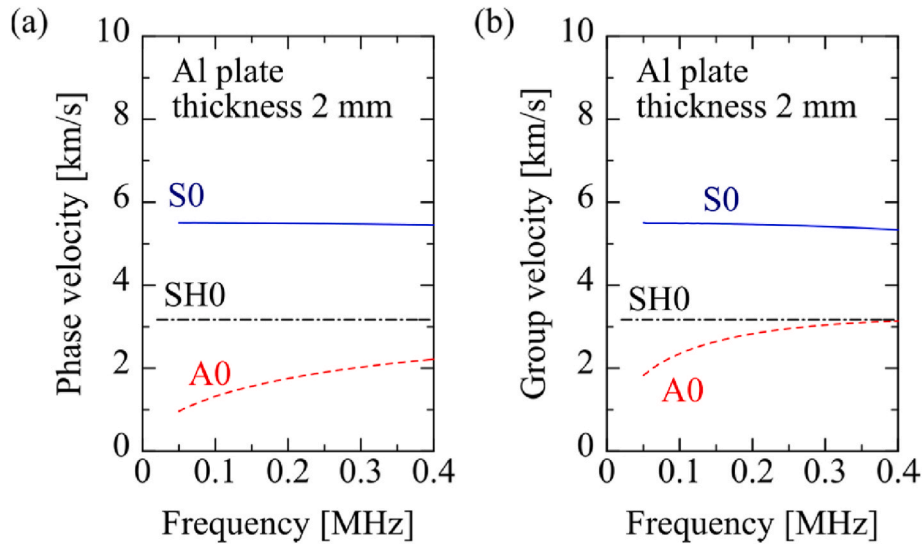 (a)
Phase velocity [km/s]
10
8
6
4
2
0
Al plate
thickness 2 mm
S0
SH0
A0
0
0.1
0.2
0.3
0.4
Frequency [MHz]
(b)
Group velocity [km/s]
10
8
6
4
2
0
Al plate
thickness 2 mm
S0
SH0
A0
0
0.1
0.2
0.3
0.4
Frequency [MHz]